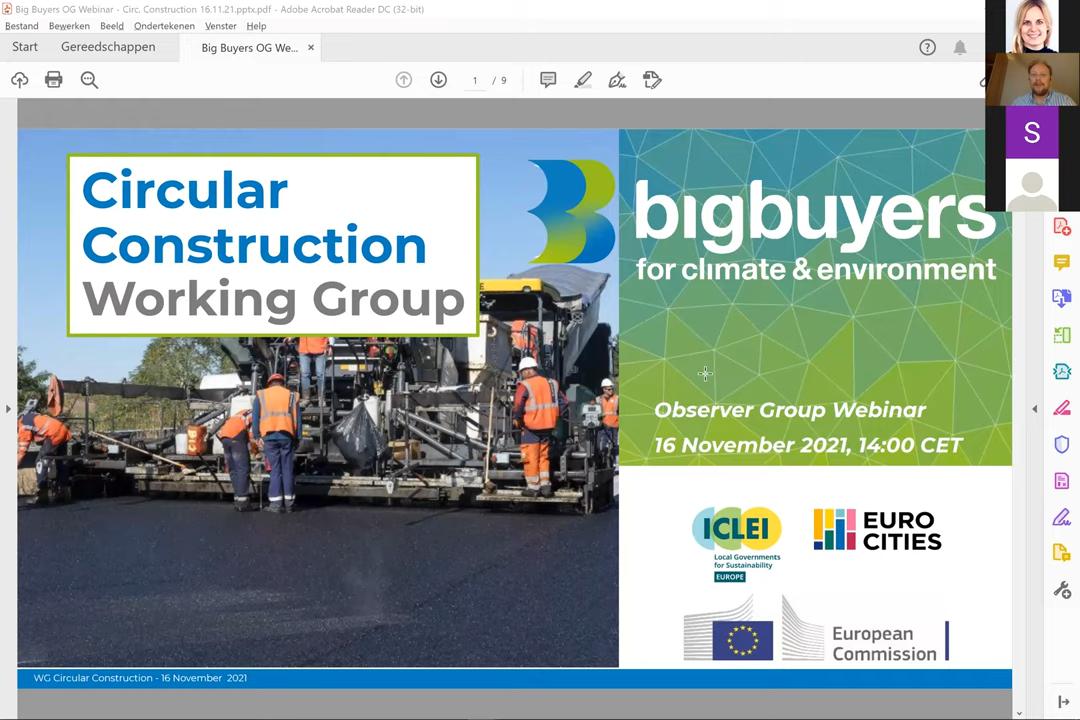 Big Buyers OG Webinar - Circ. Construction 16.11.21.pptx.pdf - Adobe Acrobat Reader DC (32-bit)
Bestand Bewerken Beeld Ondertekenen Venster Help
Start Gereedschappen Big Buyers OG We... ×
1 / 9
S
Circular
Construction
Working Group
bigbuyers
for climate & environment
Observer Group Webinar
16 November 2021, 14:00 CET
ICLEI
Local Governments
for Sustainability
EUROPE
EURO
CITIES
European
Commission
WG Circular Construction - 16 November 2021